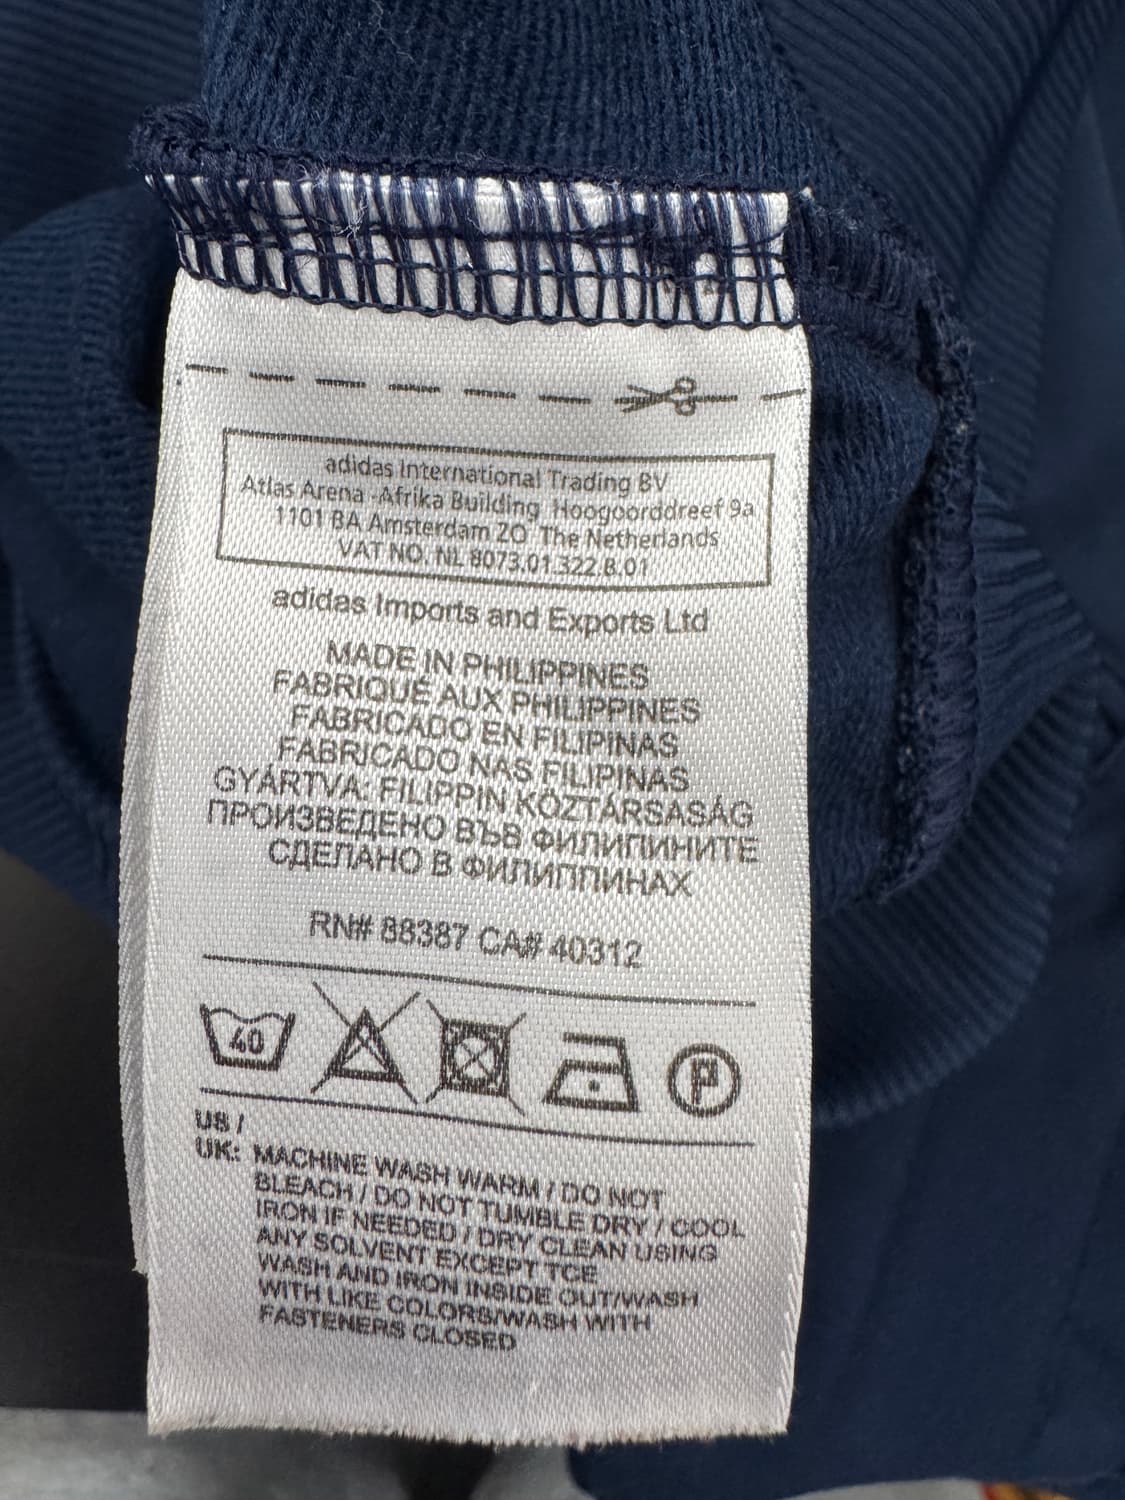 adidas International Trading BV
Atlas Arena -Afrika Building Hoogoorddreef 9a
1101 BA Amsterdam ZO The Netherlands
VAT NO. NL 8073.01.322.B.01
adidas Imports and Exports Ltd
MADE IN PHILIPPINES
FABRIQUÉ AUX PHILIPPINES
FABRICADO EN FILIPINAS
FABRICADO NAS FILIPINAS
GYÁRTVA: FILIPPIN KÖZTÁRSASÁG
ПРОИЗВЕДЕНО ВЪВ ФИЛИПИНИТЕ
СДЕЛАНО В ФИЛИППИНАХ
RN# 88387 CA# 40312
40 P
US /
UK: MACHINE WASH WARM / DO NOT
BLEACH / DO NOT TUMBLE DRY / COOL
IRON IF NEEDED / DRY CLEAN USING
ANY SOLVENT EXCEPT TCE
WASH AND IRON INSIDE OUT/WASH
WITH LIKE COLORS/WASH WITH
FASTENERS CLOSED